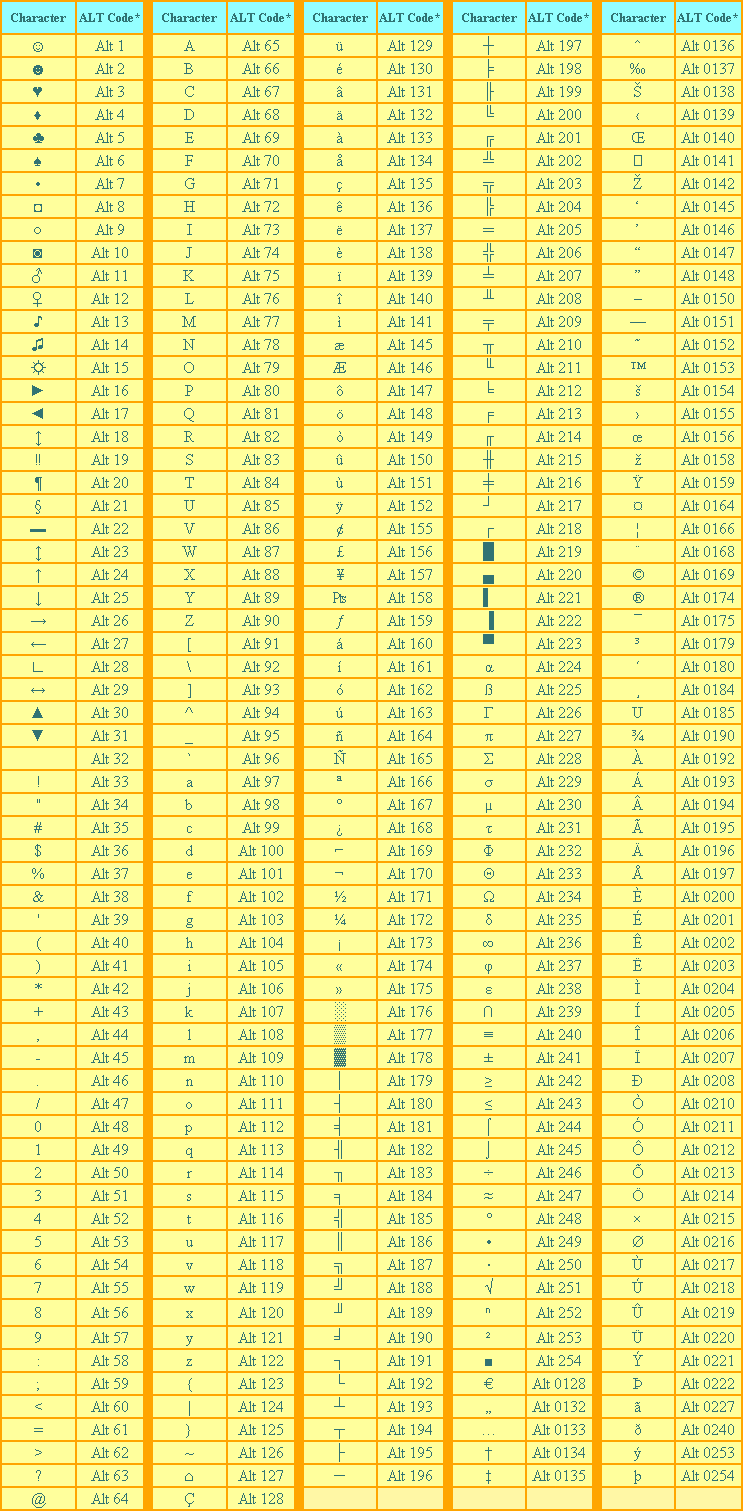 Character ALT Code* Character ALT Code* Character ALT Code* Character ALT Code* Character ALT Code*
☺ Alt 1 A Alt 65 ü Alt 129 ┼ Alt 197 ˆ Alt 0136
☻ Alt 2 B Alt 66 é Alt 130 ╞ Alt 198 ‰ Alt 0137
♥ Alt 3 C Alt 67 â Alt 131 ╟ Alt 199 Š Alt 0138
♦ Alt 4 D Alt 68 ä Alt 132 ╚ Alt 200 ‹ Alt 0139
♣ Alt 5 E Alt 69 à Alt 133 ╔ Alt 201 Œ Alt 0140
♠ Alt 6 F Alt 70 å Alt 134 ╩ Alt 202 □ Alt 0141
• Alt 7 G Alt 71 ç Alt 135 ╦ Alt 203 Ž Alt 0142
◘ Alt 8 H Alt 72 ê Alt 136 ╠ Alt 204 ‘ Alt 0145
○ Alt 9 I Alt 73 ë Alt 137 ═ Alt 205 ’ Alt 0146
◙ Alt 10 J Alt 74 è Alt 138 ╬ Alt 206 “ Alt 0147
♂ Alt 11 K Alt 75 ï Alt 139 ╧ Alt 207 ” Alt 0148
♀ Alt 12 L Alt 76 î Alt 140 ╨ Alt 208 – Alt 0150
♪ Alt 13 M Alt 77 ì Alt 141 ╤ Alt 209 — Alt 0151
♫ Alt 14 N Alt 78 æ Alt 145 ╥ Alt 210 ˜ Alt 0152
☼ Alt 15 O Alt 79 Æ Alt 146 ╙ Alt 211 ™ Alt 0153
► Alt 16 P Alt 80 ô Alt 147 ╘ Alt 212 š Alt 0154
◄ Alt 17 Q Alt 81 ö Alt 148 ╒ Alt 213 › Alt 0155
↕ Alt 18 R Alt 82 ò Alt 149 ╓ Alt 214 œ Alt 0156
‼ Alt 19 S Alt 83 û Alt 150 ╫ Alt 215 ž Alt 0158
¶ Alt 20 T Alt 84 ù Alt 151 ╪ Alt 216 Ÿ Alt 0159
§ Alt 21 U Alt 85 ÿ Alt 152 ┘ Alt 217 ¤ Alt 0164
▬ Alt 22 V Alt 86 ¢ Alt 155 ┌ Alt 218 ¦ Alt 0166
↨ Alt 23 W Alt 87 £ Alt 156 █ Alt 219 ¨ Alt 0168
↑ Alt 24 X Alt 88 ¥ Alt 157 ▄ Alt 220 © Alt 0169
↓ Alt 25 Y Alt 89 ₧ Alt 158 ▌ Alt 221 ® Alt 0174
→ Alt 26 Z Alt 90 ƒ Alt 159 ▐ Alt 222 ¯ Alt 0175
← Alt 27 [ Alt 91 á Alt 160 ▀ Alt 223 ³ Alt 0179
∟ Alt 28 \ Alt 92 í Alt 161 α Alt 224 ´ Alt 0180
↔ Alt 29 ] Alt 93 ó Alt 162 ß Alt 225 ¸ Alt 0184
▲ Alt 30 ^ Alt 94 ú Alt 163 Γ Alt 226 U Alt 0185
▼ Alt 31 _ Alt 95 ñ Alt 164 π Alt 227 ¾ Alt 0190
Alt 32 ` Alt 96 Ñ Alt 165 Σ Alt 228 À Alt 0192
! Alt 33 a Alt 97 ª Alt 166 σ Alt 229 Á Alt 0193
" Alt 34 b Alt 98 º Alt 167 µ Alt 230 Â Alt 0194
# Alt 35 c Alt 99 ¿ Alt 168 τ Alt 231 Ã Alt 0195
$ Alt 36 d Alt 100 ⌐ Alt 169 Φ Alt 232 Ä Alt 0196
% Alt 37 e Alt 101 ¬ Alt 170 Θ Alt 233 Å Alt 0197
& Alt 38 f Alt 102 ½ Alt 171 Ω Alt 234 È Alt 0200
' Alt 39 g Alt 103 ¼ Alt 172 δ Alt 235 É Alt 0201
( Alt 40 h Alt 104 ¡ Alt 173 ∞ Alt 236 Ê Alt 0202
) Alt 41 i Alt 105 « Alt 174 φ Alt 237 Ë Alt 0203
* Alt 42 j Alt 106 » Alt 175 ε Alt 238 Ì Alt 0204
+ Alt 43 k Alt 107 ░ Alt 176 ∩ Alt 239 Í Alt 0205
, Alt 44 l Alt 108 ▒ Alt 177 ≡ Alt 240 Î Alt 0206
- Alt 45 m Alt 109 ▓ Alt 178 ± Alt 241 Ï Alt 0207
. Alt 46 n Alt 110 │ Alt 179 ≥ Alt 242 Ð Alt 0208
/ Alt 47 o Alt 111 ┤ Alt 180 ≤ Alt 243 Ò Alt 0210
0 Alt 48 p Alt 112 ╡ Alt 181 ⌠ Alt 244 Ó Alt 0211
1 Alt 49 q Alt 113 ╢ Alt 182 ⌡ Alt 245 Ô Alt 0212
2 Alt 50 r Alt 114 ╖ Alt 183 ÷ Alt 246 Õ Alt 0213
3 Alt 51 s Alt 115 ╕ Alt 184 ≈ Alt 247 Ö Alt 0214
4 Alt 52 t Alt 116 ╣ Alt 185 ° Alt 248 × Alt 0215
5 Alt 53 u Alt 117 ║ Alt 186 • Alt 249 Ø Alt 0216
6 Alt 54 v Alt 118 ╗ Alt 187 · Alt 250 Ù Alt 0217
7 Alt 55 w Alt 119 ╝ Alt 188 √ Alt 251 Ú Alt 0218
8 Alt 56 x Alt 120 ╜ Alt 189 ⁿ Alt 252 Û Alt 0219
9 Alt 57 y Alt 121 ╛ Alt 190 ² Alt 253 Ü Alt 0220
: Alt 58 z Alt 122 ┐ Alt 191 ■ Alt 254 Ý Alt 0221
; Alt 59 ( Alt 123 └ Alt 192 € Alt 0128 Þ Alt 0222
< Alt 60 | Alt 124 ┴ Alt 193 „ Alt 0132 ã Alt 0227
= Alt 61 } Alt 125 ┬ Alt 194 … Alt 0133 ð Alt 0240
> Alt 62 ~ Alt 126 ├ Alt 195 † Alt 0134 ý Alt 0253
? Alt 63 ⌂ Alt 127 ─ Alt 196 ‡ Alt 0135 þ Alt 0254
@ Alt 64 Ç Alt 128